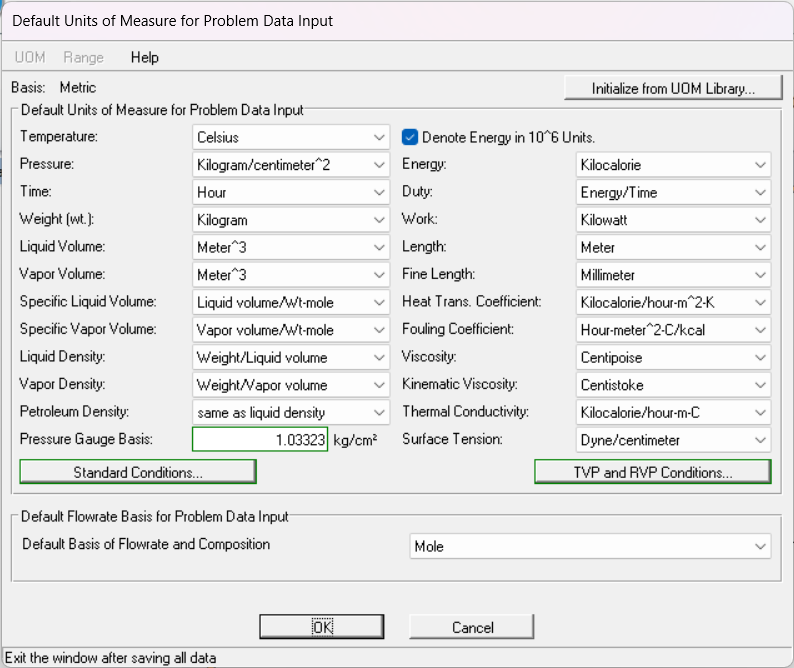 Default Units of Measure for Problem Data Input
UOM Range Help
Basis: Metric Initialize from UOM Library...
Default Units of Measure for Problem Data Input
Temperature: Celsius Denote Energy in 10^6 Units.
Pressure: Kilogram/centimeter^2 Energy: Kilocalorie
Time: Hour Duty: Energy/Time
Weight (wt.): Kilogram Work: Kilowatt
Liquid Volume: Meter^3 Length: Meter
Vapor Volume: Meter^3 Fine Length: Millimeter
Specific Liquid Volume: Liquid volume/Wt-mole Heat Trans. Coefficient: Kilocalorie/hour-m^2-K
Specific Vapor Volume: Vapor volume/Wt-mole Fouling Coefficient: Hour-meter^2-C/kcal
Liquid Density: Weight/Liquid volume Viscosity: Centipoise
Vapor Density: Weight/Vapor volume Kinematic Viscosity: Centistoke
Petroleum Density: same as liquid density Thermal Conductivity: Kilocalorie/hour-m-C
Pressure Gauge Basis: 1.03323 kg/cm² Surface Tension: Dyne/centimeter
Standard Conditions... TVP and RVP Conditions...
Default Flowrate Basis for Problem Data Input
Default Basis of Flowrate and Composition Mole
OK Cancel
Exit the window after saving all data